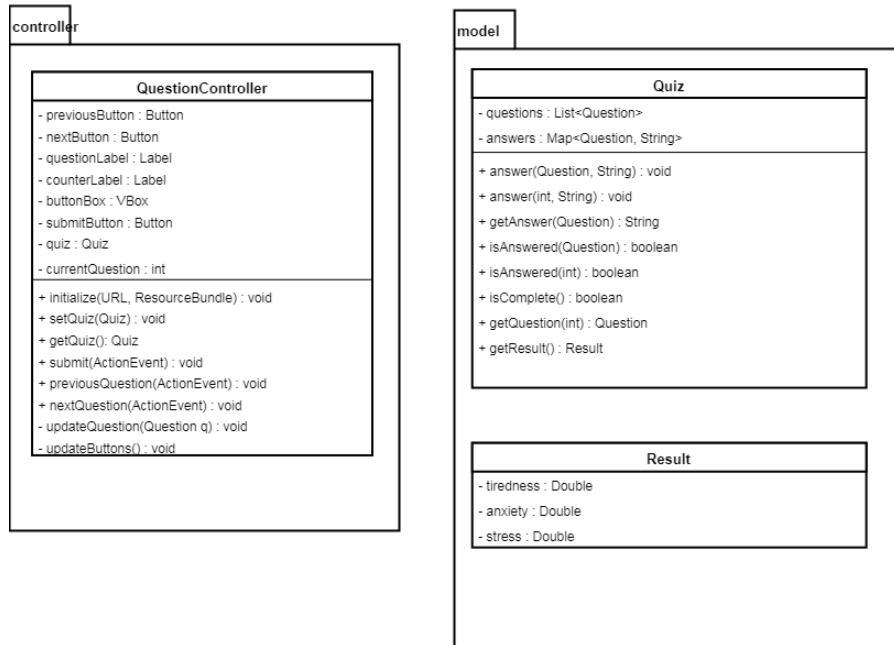 controller
QuestionController
- previousButton : Button
- nextButton : Button
- questionLabel : Label
- counterLabel : Label
- buttonBox : VBox
- submitButton : Button
- quiz : Quiz
- currentQuestion : int
+ initialize(URL, ResourceBundle) : void
+ setQuiz(Quiz) : void
+ getQuiz(): Quiz
+ submit(ActionEvent) : void
+ previousQuestion(ActionEvent) : void
+ nextQuestion(ActionEvent) : void
- updateQuestion(Question q) : void
- updateButtons() : void
model
Quiz
- questions : List<Question>
- answers : Map<Question, String>
+ answer(Question, String) : void
+ answer(int, String) : void
+ getAnswer(Question) : String
+ isAnswered(Question) : boolean
+ isAnswered(int) : boolean
+ isComplete() : boolean
+ getQuestion(int) : Question
+ getResult() : Result
Result
- tiredness : Double
- anxiety : Double
- stress : Double